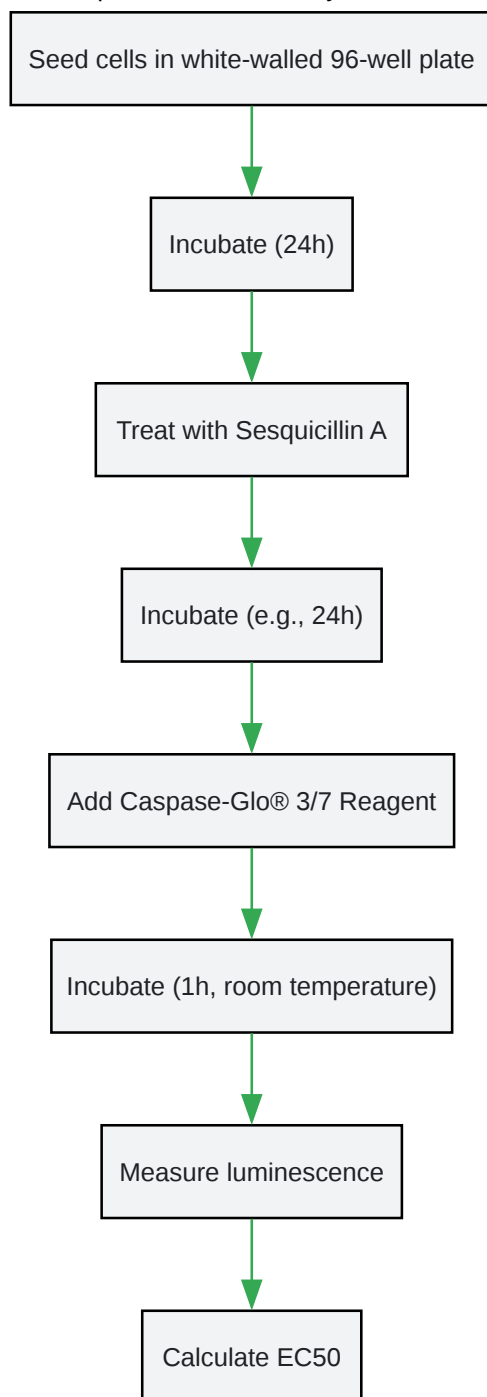 Seed cells in white-walled 96-well plate
Incubate (24h)
Treat with Sesquicillin A
Incubate (e.g., 24h)
Add Caspase-Glo® 3/7 Reagent
Incubate (1h, room temperature)
Measure luminescence
Calculate EC50